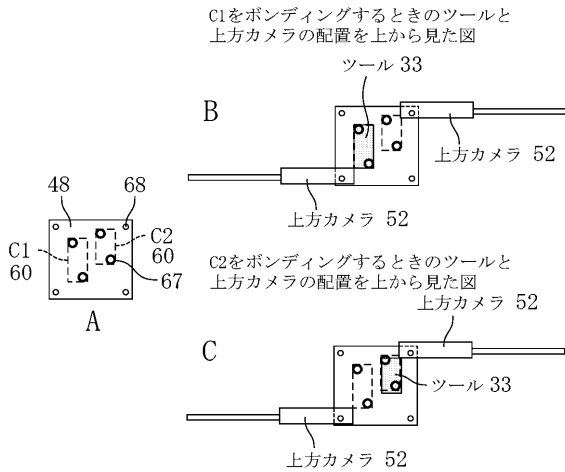 C1をボンディングするときのツールと
上方カメラの配置を上から見た図
ツール 33
B
上方カメラ 52
上方カメラ 52
48
68
C1
60
C2
60
67
A
C2をボンディングするときのツールと
上方カメラの配置を上から見た図
上方カメラ 52
C
ツール 33
上方カメラ 52